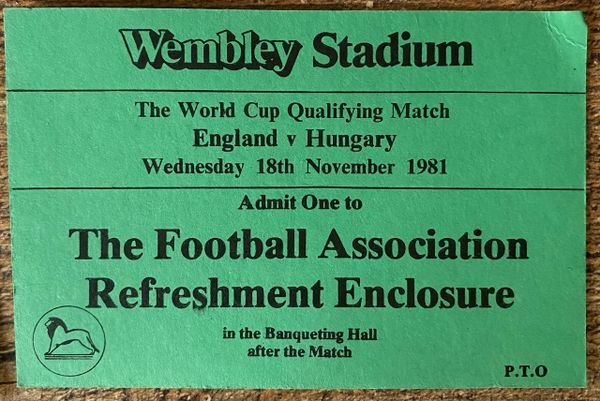 Wembley Stadium
The World Cup Qualifying Match
England v Hungary
Wednesday 18th November 1981
Admit One to
The Football Association
Refreshment Enclosure
in the Banqueting Hall
after the Match
P.T.O